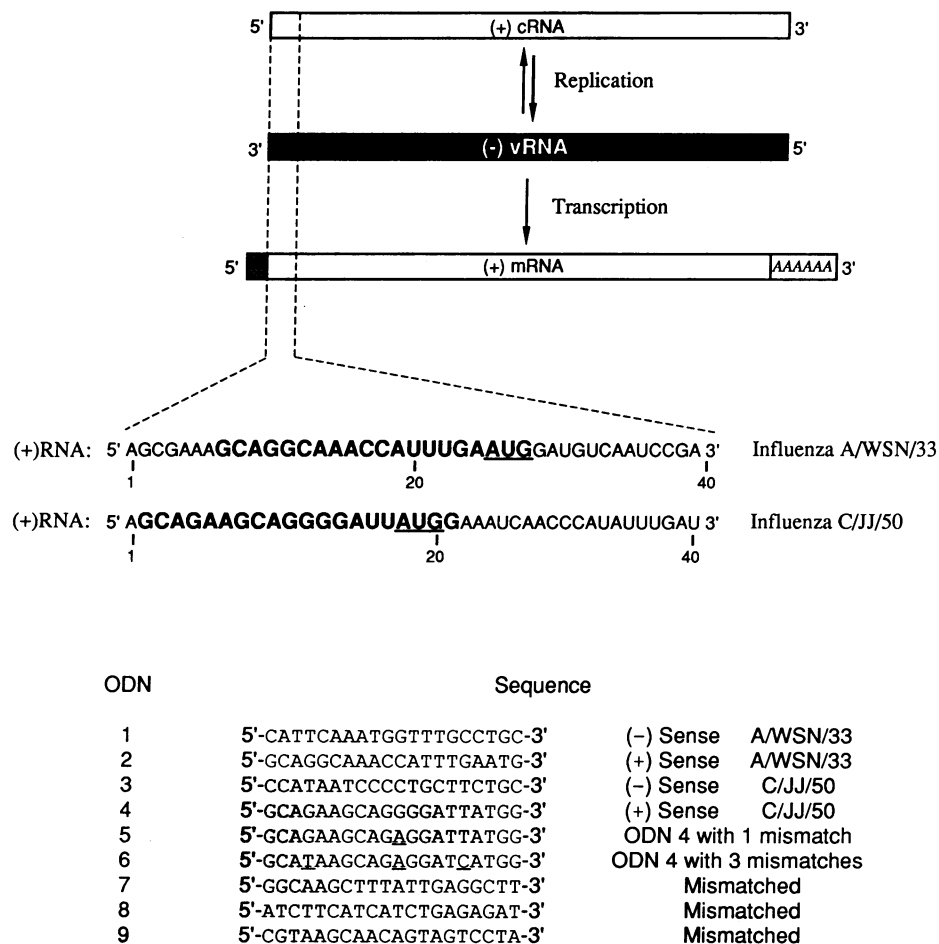 5' (+) cRNA 3'
Replication
3' (-) vRNA 5'
Transcription
5' (+) mRNA AAAAAA 3'
(+)RNA: 5' AGCGAAAGCAGGCAAACCAUUUGAAUGGAUGUCAAUCCGA 3' Influenza A/WSN/33
1 20 40
(+)RNA: 5' AGCAGAAGCAGGGGAUUAUGGAAAUCAACCCAUAUUUGAU 3' Influenza C/JJ/50
1 20 40
ODN Sequence
1 5'-CATTCAAATGGTTTGCCTGC-3' (−) Sense A/WSN/33
2 5'-GCAGGCAAACCATTTGAATG-3' (+) Sense A/WSN/33
3 5'-CCATAATCCCCTGCTTCTGC-3' (−) Sense C/JJ/50
4 5'-GCAGAAGCAGGGGATTATGG-3' (+) Sense C/JJ/50
5 5'-GCAGAAGCAGAGGATTATGG-3' ODN 4 with 1 mismatch
6 5'-GCATAAGCAGAGGATCATGG-3' ODN 4 with 3 mismatches
7 5'-GGCAAGCTTTATTGAGGCTT-3' Mismatched
8 5'-ATCTTCATCATCTGAGAGAT-3' Mismatched
9 5'-CGTAAGCAACAGTAGTCCTA-3' Mismatched